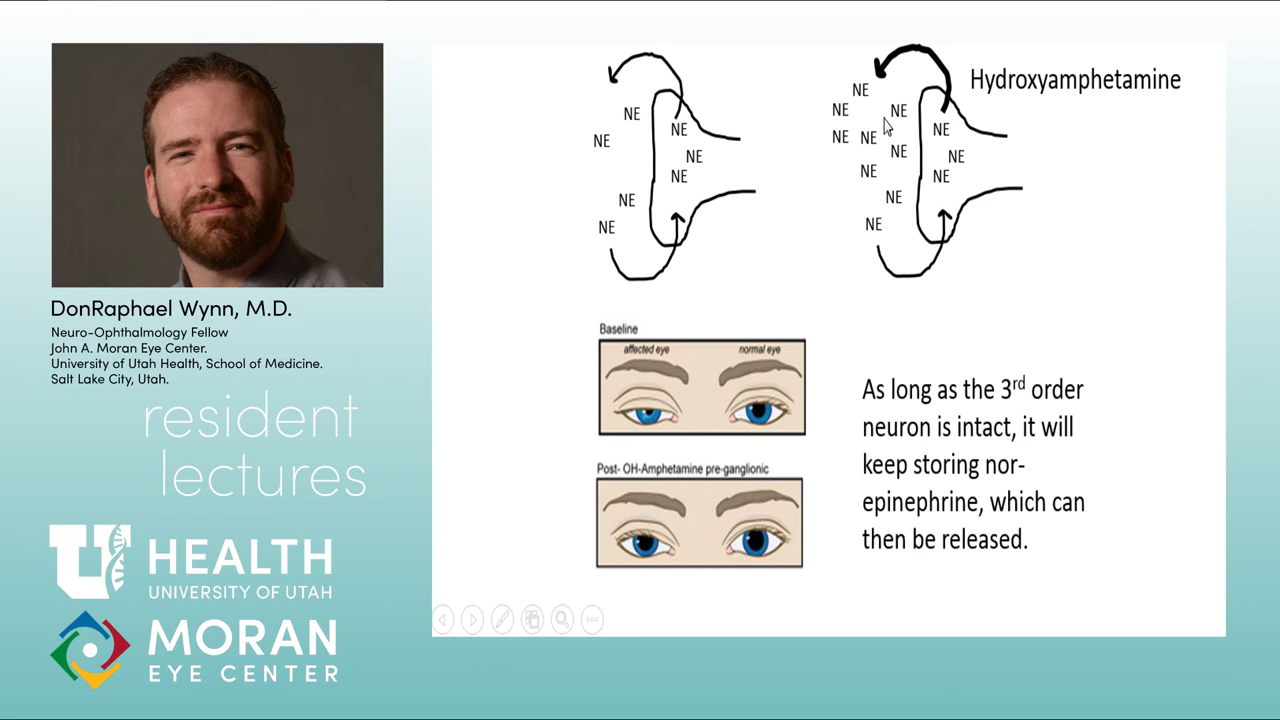 DonRaphael Wynn, M.D.
Neuro-Ophthalmology Fellow
John A. Moran Eye Center.
University of Utah Health, School of Medicine.
Salt Lake City, Utah.
resident
lectures
U HEALTH
UNIVERSITY OF UTAH
MORAN
EYE CENTER
NE
NE
NE
NE
NE
NE
NE
Hydroxyamphetamine
NE
NE
NE
NE
NE
NE
NE
NE
NE
NE
NE
NE
Baseline
affected eye normal eye
Post- OH-Amphetamine pre-ganglionic
As long as the 3rd order
neuron is intact, it will
keep storing nor-
epinephrine, which can
then be released.